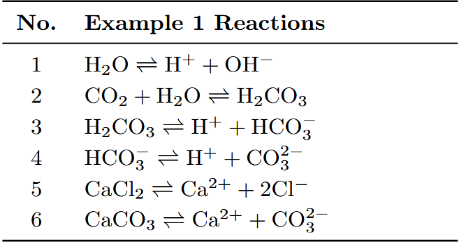 No. Example 1 Reactions
1 H₂O ⇌ H⁺ + OH⁻
2 CO₂ + H₂O ⇌ H₂CO₃
3 H₂CO₃ ⇌ H⁺ + HCO₃⁻
4 HCO₃⁻ ⇌ H⁺ + CO₃²⁻
5 CaCl₂ ⇌ Ca²⁺ + 2Cl⁻
6 CaCO₃ ⇌ Ca²⁺ + CO₃²⁻